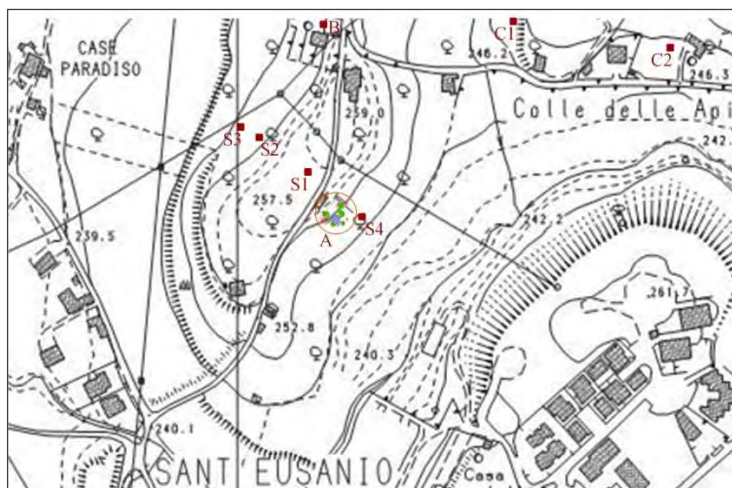 B
C1
CASE
PARADISO
246.2
C2
246.3
S3
S2
259.0
Colle delle Api
242.
S1
257.5
S4
A
239.5
242.2
261.7
252.8
240.3
240.1
SANT EUSANIO
Casa